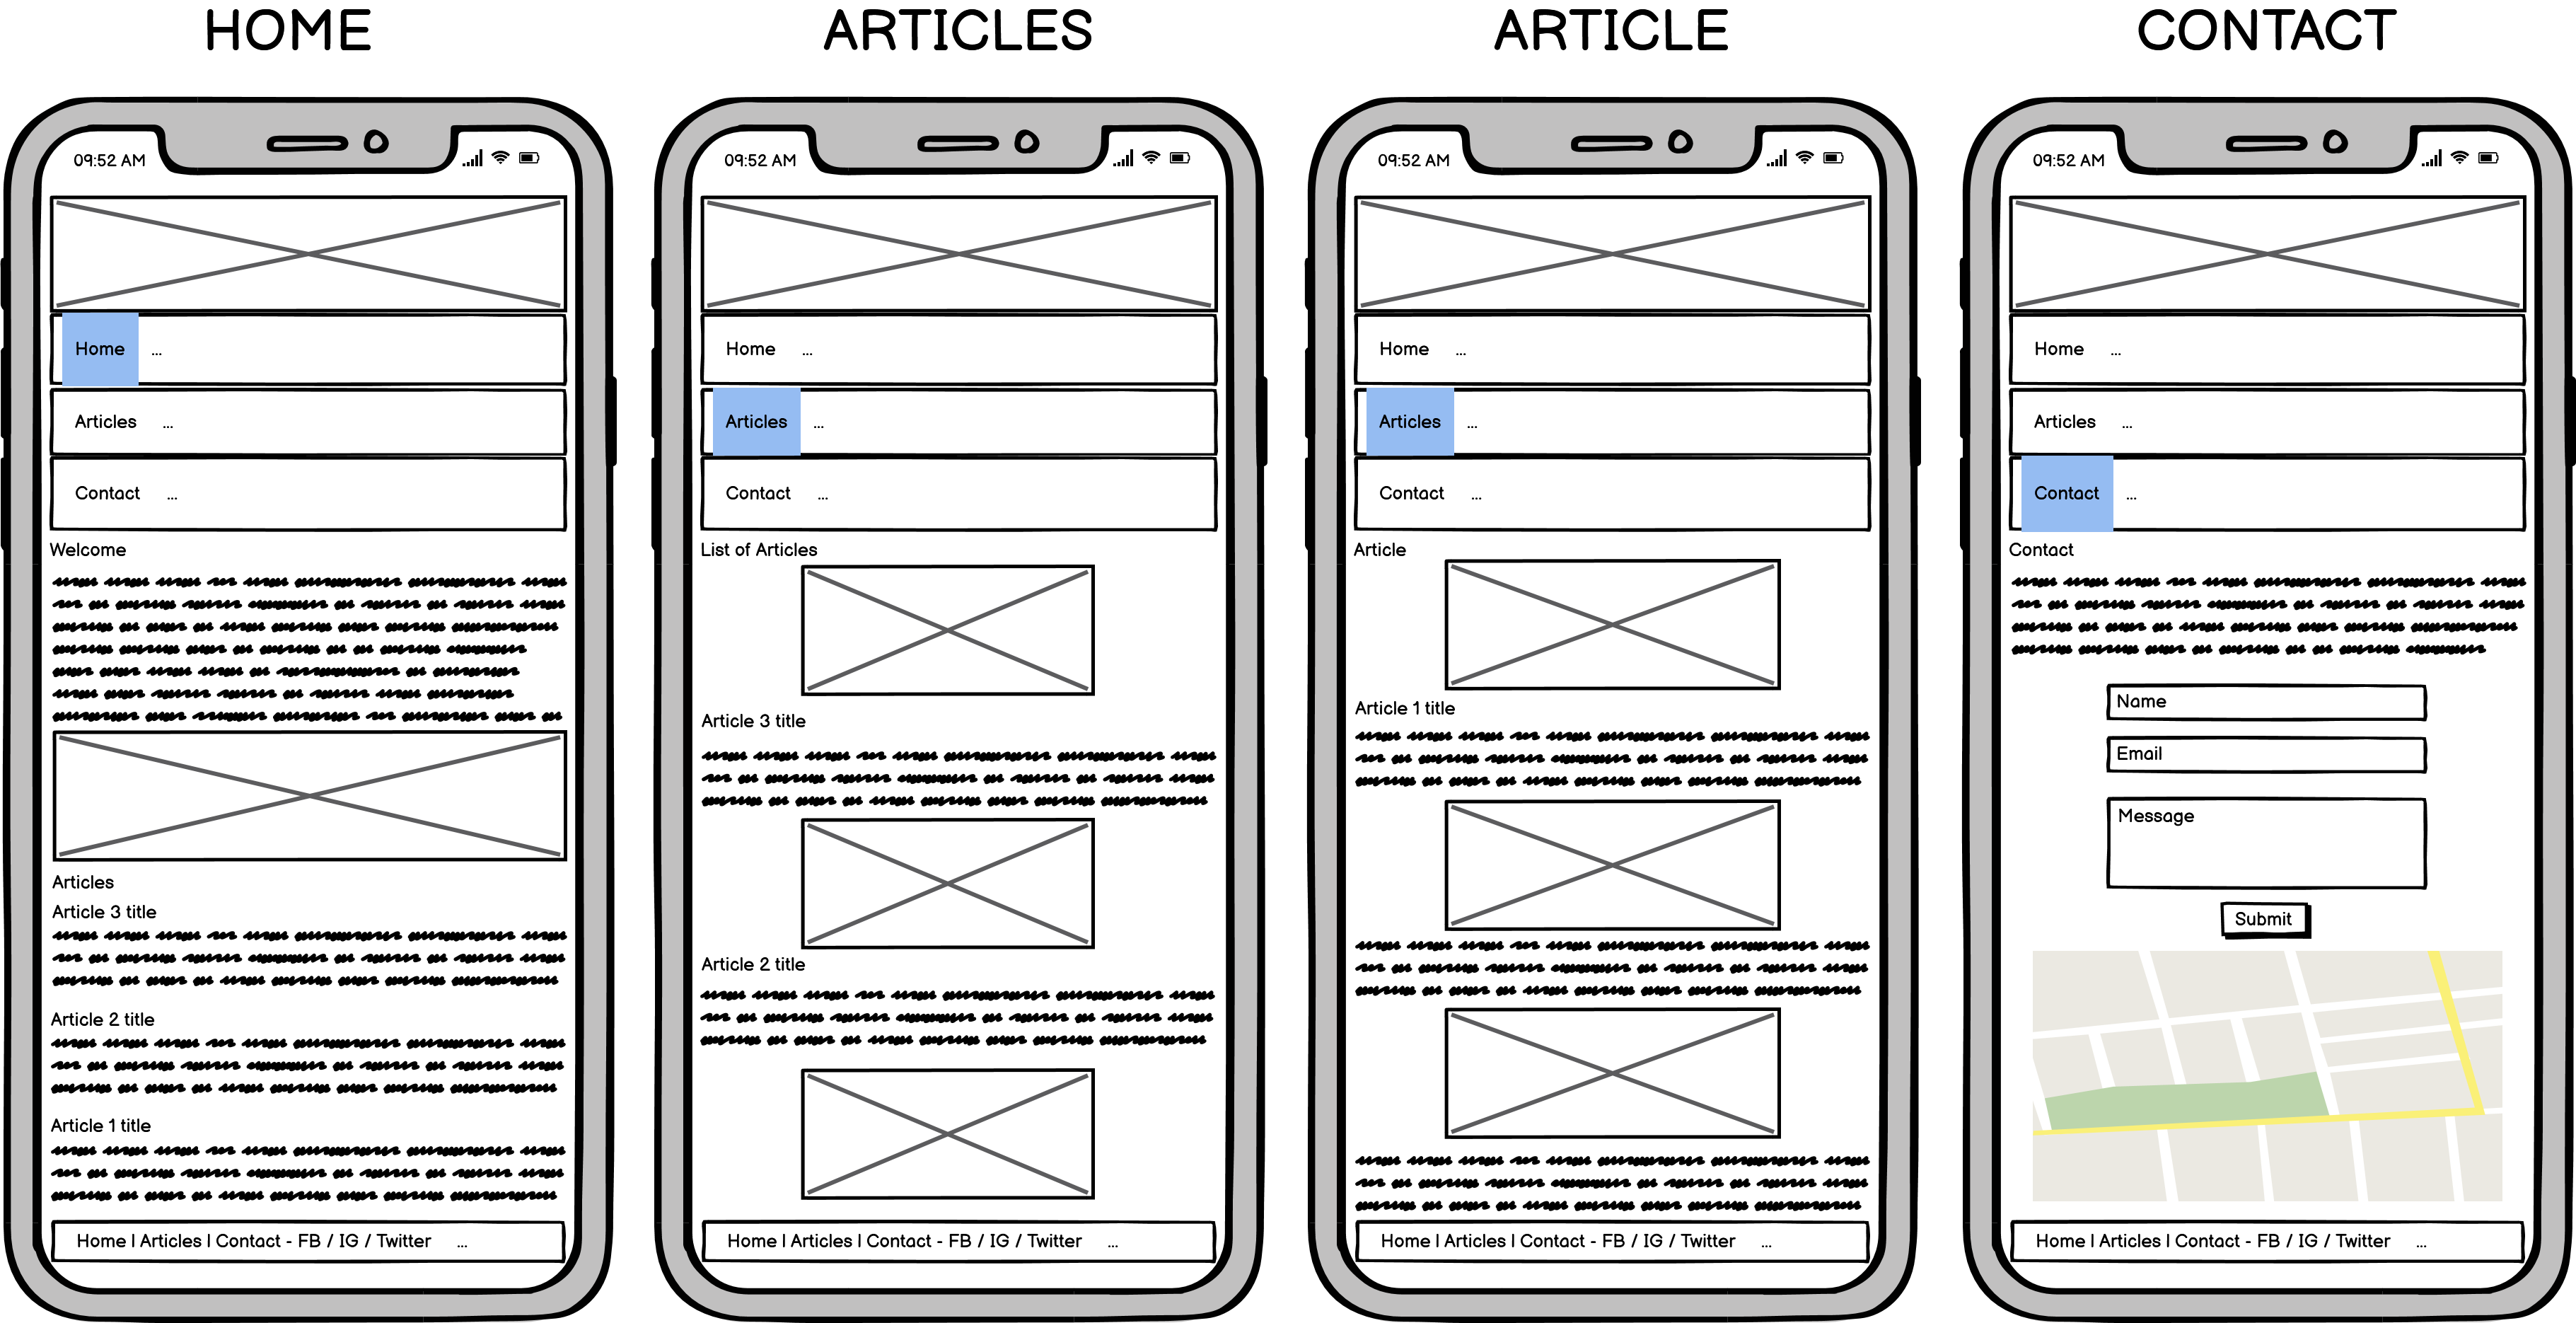 HOME
09:52 AM
Home ...
Articles ...
Contact ...
Welcome
Articles
Article 3 title
Article 2 title
Article 1 title
Home | Articles | Contact - FB / IG / Twitter ...
ARTICLES
09:52 AM
Home ...
Articles ...
Contact ...
List of Articles
Article 3 title
Article 2 title
Home | Articles | Contact - FB / IG / Twitter ...
ARTICLE
09:52 AM
Home ...
Articles ...
Contact ...
Article
Article 1 title
Home | Articles | Contact - FB / IG / Twitter ...
CONTACT
09:52 AM
Home ...
Articles ...
Contact ...
Contact
Name
Email
Message
Submit
Home | Articles | Contact - FB / IG / Twitter ...